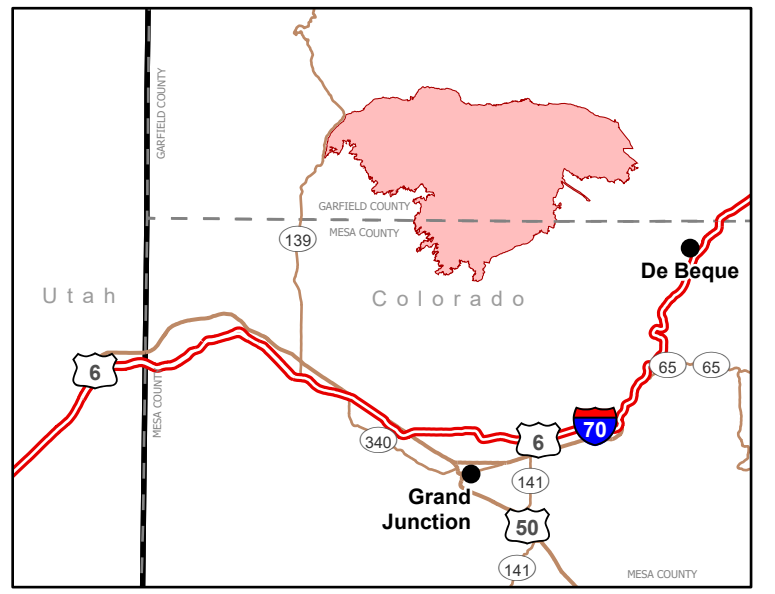 GARFIELD COUNTY
GARFIELD COUNTY
MESA COUNTY
139
De Beque
Utah
Colorado
6
MESA COUNTY
65
65
340
6
70
141
Grand
Junction
50
141
MESA COUNTY